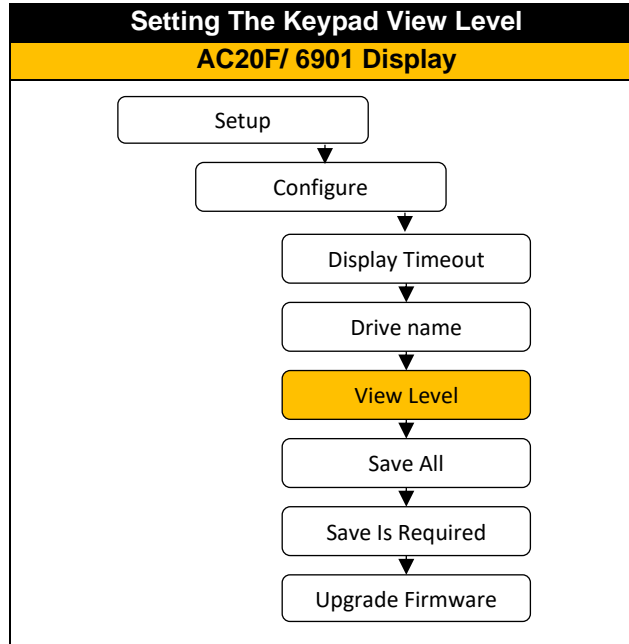 Setting The Keypad View Level
AC20F/ 6901 Display
Setup
Configure
Display Timeout
Drive name
View Level
Save All
Save Is Required
Upgrade Firmware